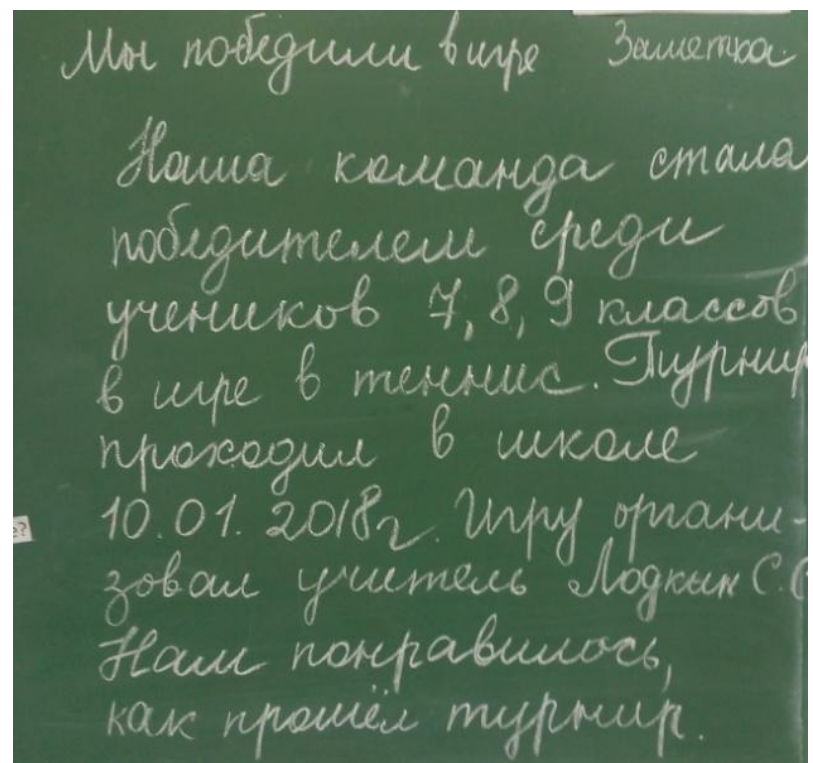 Мы победили в игре Заметка.
Наша команда стала
победителем среди
учеников 7, 8, 9 классов
в игре в теннис. Турнир
проходил в школе
10.01.2018г. Игру органи-
зовал учитель Лодкин С.С
Нам понравилось,
как прошёл турнир.
е?